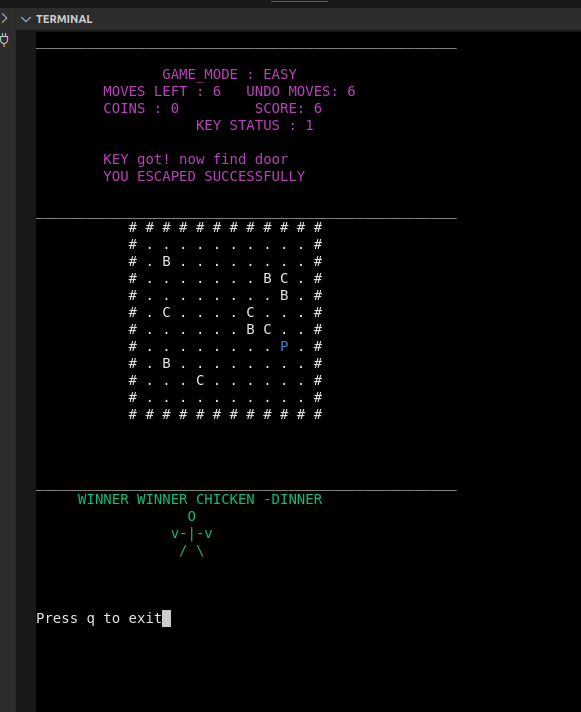 TERMINAL
GAME_MODE : EASY
MOVES LEFT : 6   UNDO MOVES: 6
COINS : 0         SCORE: 6
KEY STATUS : 1
KEY got! now find door
YOU ESCAPED SUCCESSFULLY
# # # # # # # # # # # #
# . . . . . . . . . . #
# . B . . . . . . . . #
# . . . . . . . B C . #
# . . . . . . . . B . #
# . C . . . . C . . . #
# . . . . . . B C . . #
# . . . . . . . . P . #
# . B . . . . . . . . #
# . . . C . . . . . . #
# . . . . . . . . . . #
# # # # # # # # # # # #
WINNER WINNER CHICKEN -DINNER
O
v-|-v
/ \
Press q to exit